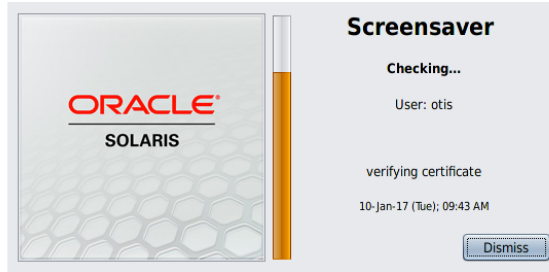 ORACLE
SOLARIS
Screensaver
Checking...
User: otis
verifying certificate
10-Jan-17 (Tue); 09:43 AM
Dismiss